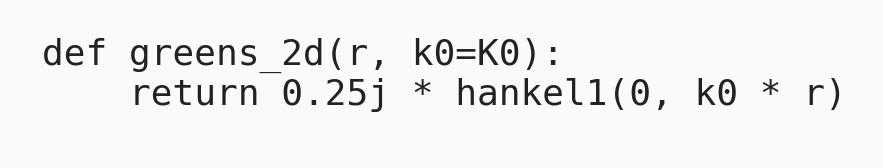 def greens_2d(r, k0=K0):
    return 0.25j * hankel1(0, k0 * r)